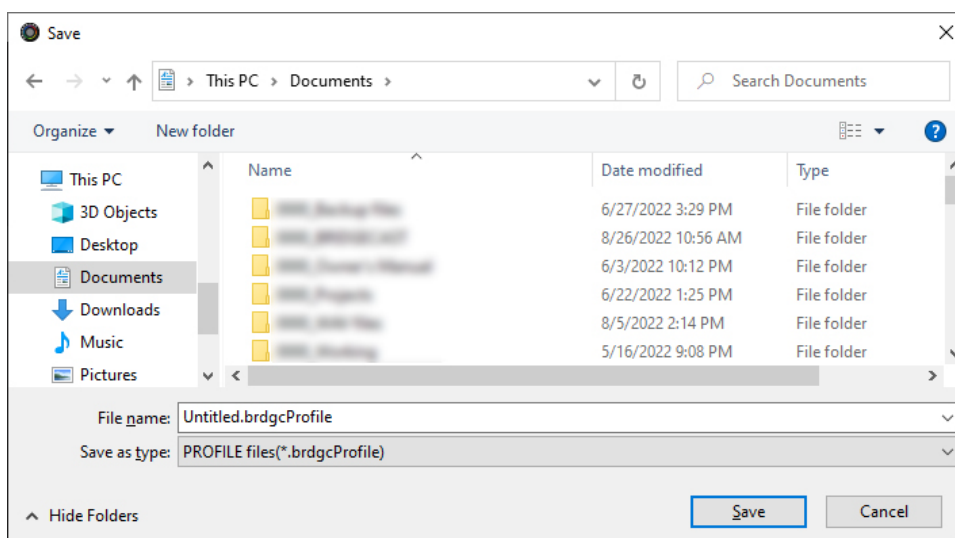 Save
This PC > Documents >
Search Documents
Organize
New folder
Name
Date modified
Type
This PC
3D Objects
Desktop
Documents
Downloads
Music
Pictures
6/27/2022 3:29 PM File folder
8/26/2022 10:56 AM File folder
6/3/2022 10:12 PM File folder
6/22/2022 1:25 PM File folder
8/5/2022 2:14 PM File folder
5/16/2022 9:08 PM File folder
File name: Untitled.brdgcProfile
Save as type: PROFILE files(*.brdgcProfile)
Hide Folders
Save
Cancel